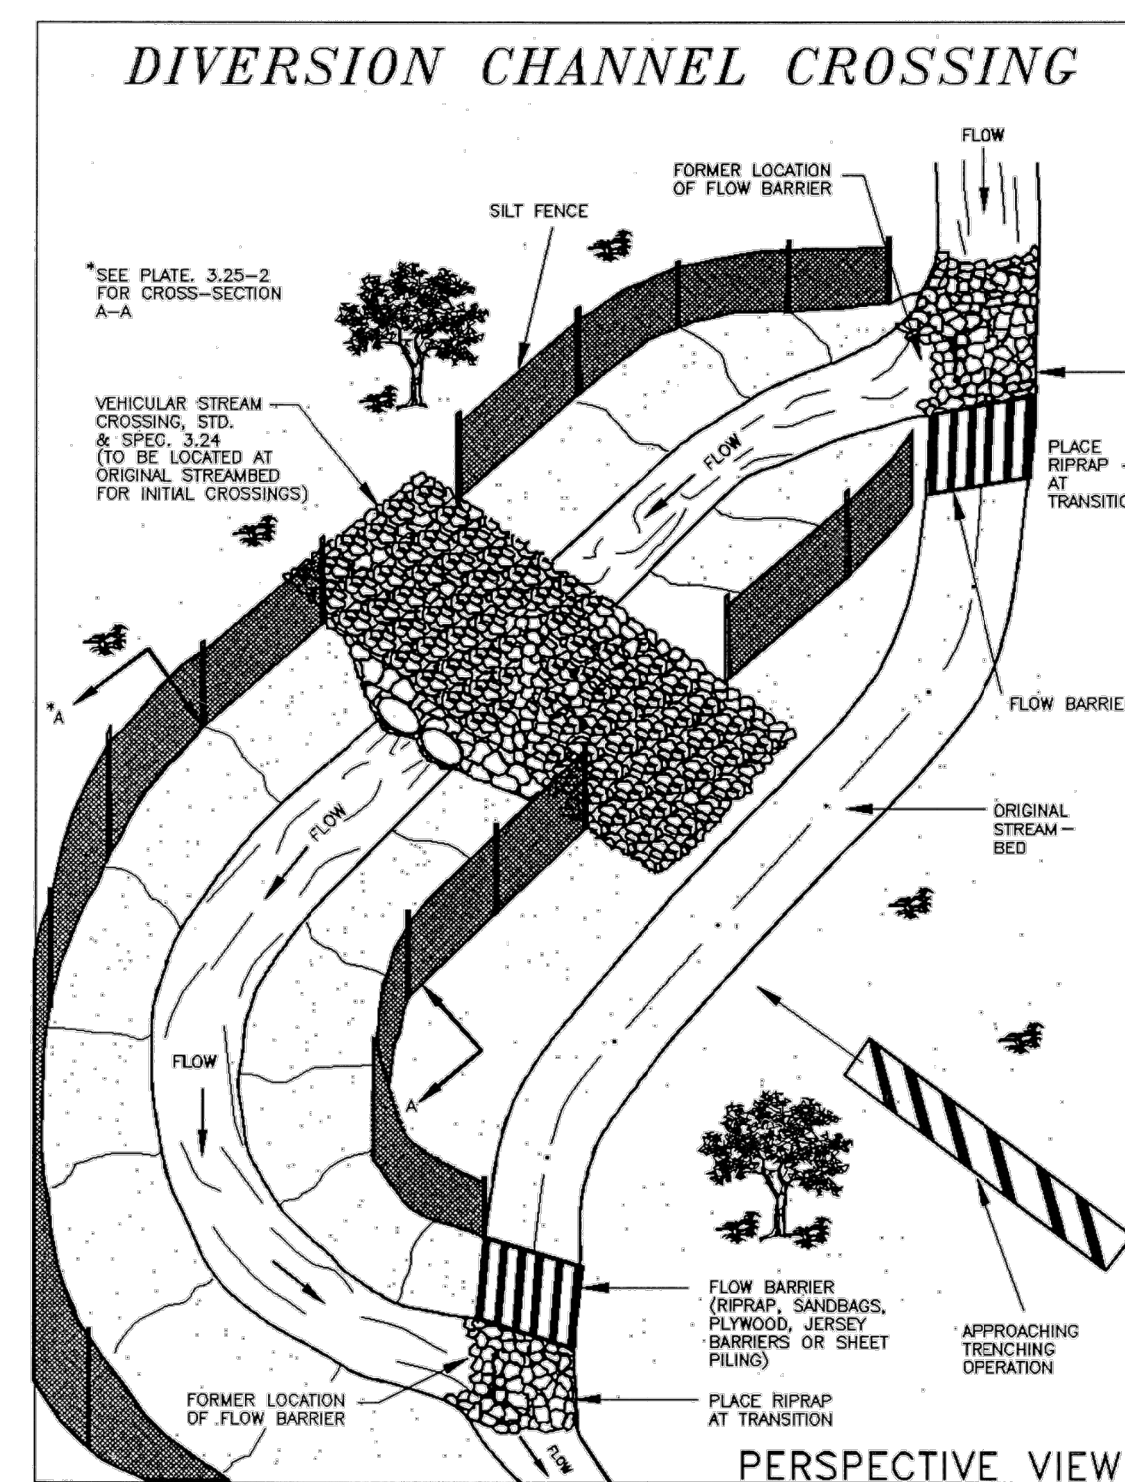 DIVERSION CHANNEL CROSSING
FLOW
FORMER LOCATION
OF FLOW BARRIER
SILT FENCE
*SEE PLATE. 3.25-2
FOR CROSS-SECTION
A-A
VEHICULAR STREAM
CROSSING, STD.
& SPEC. 3.24
(TO BE LOCATED AT
ORIGINAL STREAMBED
FOR INITIAL CROSSINGS)
FLOW
PLACE
RIPRAP
AT
TRANSITIO
*A
FLOW BARRIE
FLOW
ORIGINAL
STREAM-
BED
FLOW
A
FLOW BARRIER
(RIPRAP, SANDBAGS,
PLYWOOD, JERSEY
BARRIERS OR SHEET
PILING)
APPROACHING
TRENCHING
OPERATION
FORMER LOCATION
OF FLOW BARRIER
PLACE RIPRAP
AT TRANSITION
FLOW
PERSPECTIVE VIEW